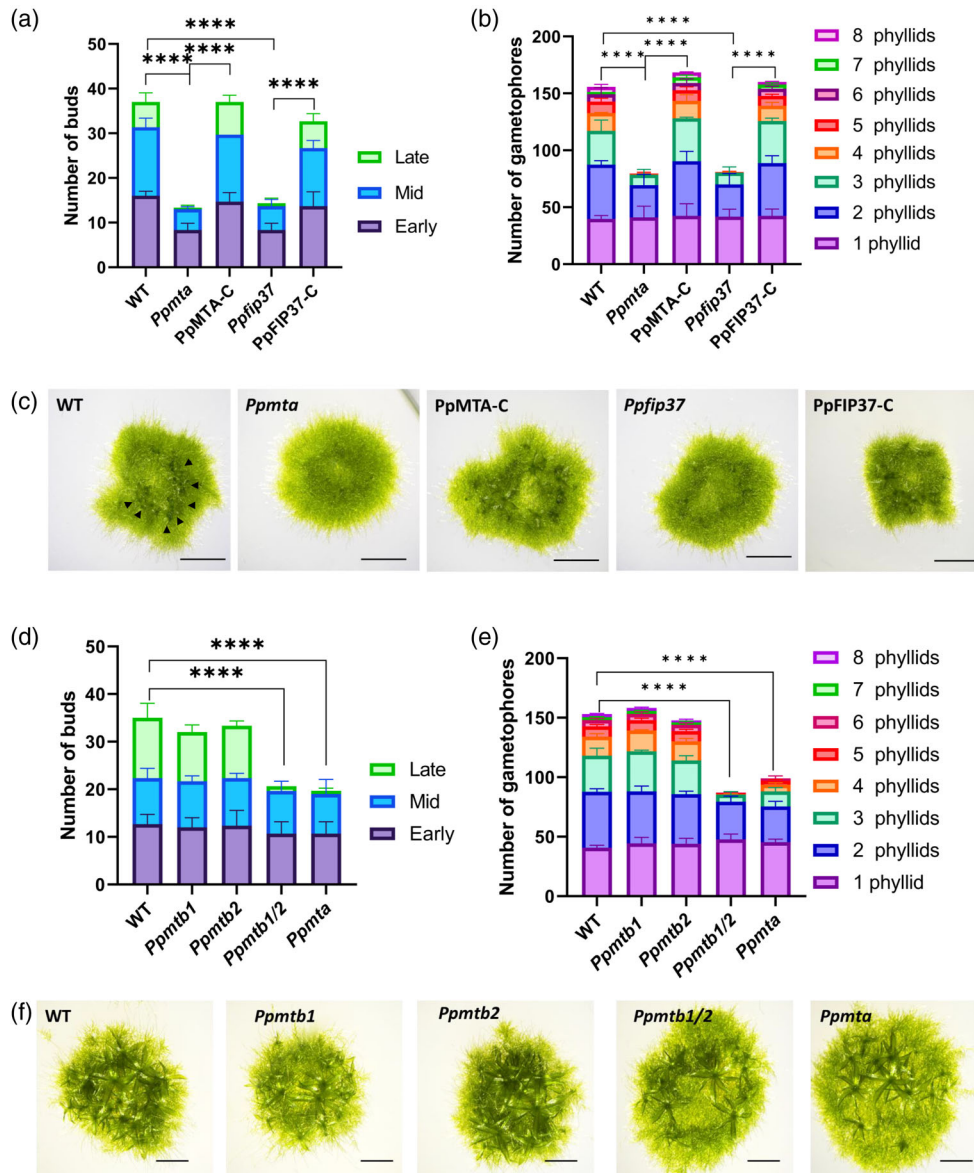 (a)
Number of buds
50
40
30
20
10
0
****
****
****
****
WT
Ppmta
PpMTA-C
Ppfip37
PpFIP37-C
Late
Mid
Early
(b)
Number of gametophores
200
150
100
50
0
****
****
****
****
WT
Ppmta
PpMTA-C
Ppfip37
PpFIP37-C
8 phyllids
7 phyllids
6 phyllids
5 phyllids
4 phyllids
3 phyllids
2 phyllids
1 phyllid
(c)
WT
Ppmta
PpMTA-C
Ppfip37
PpFIP37-C
(d)
Number of buds
50
40
30
20
10
0
****
****
WT
Ppmtb1
Ppmtb2
Ppmtb1/2
Ppmta
Late
Mid
Early
(e)
Number of gametophores
200
150
100
50
0
****
****
WT
Ppmtb1
Ppmtb2
Ppmtb1/2
Ppmta
8 phyllids
7 phyllids
6 phyllids
5 phyllids
4 phyllids
3 phyllids
2 phyllids
1 phyllid
(f)
WT
Ppmtb1
Ppmtb2
Ppmtb1/2
Ppmta